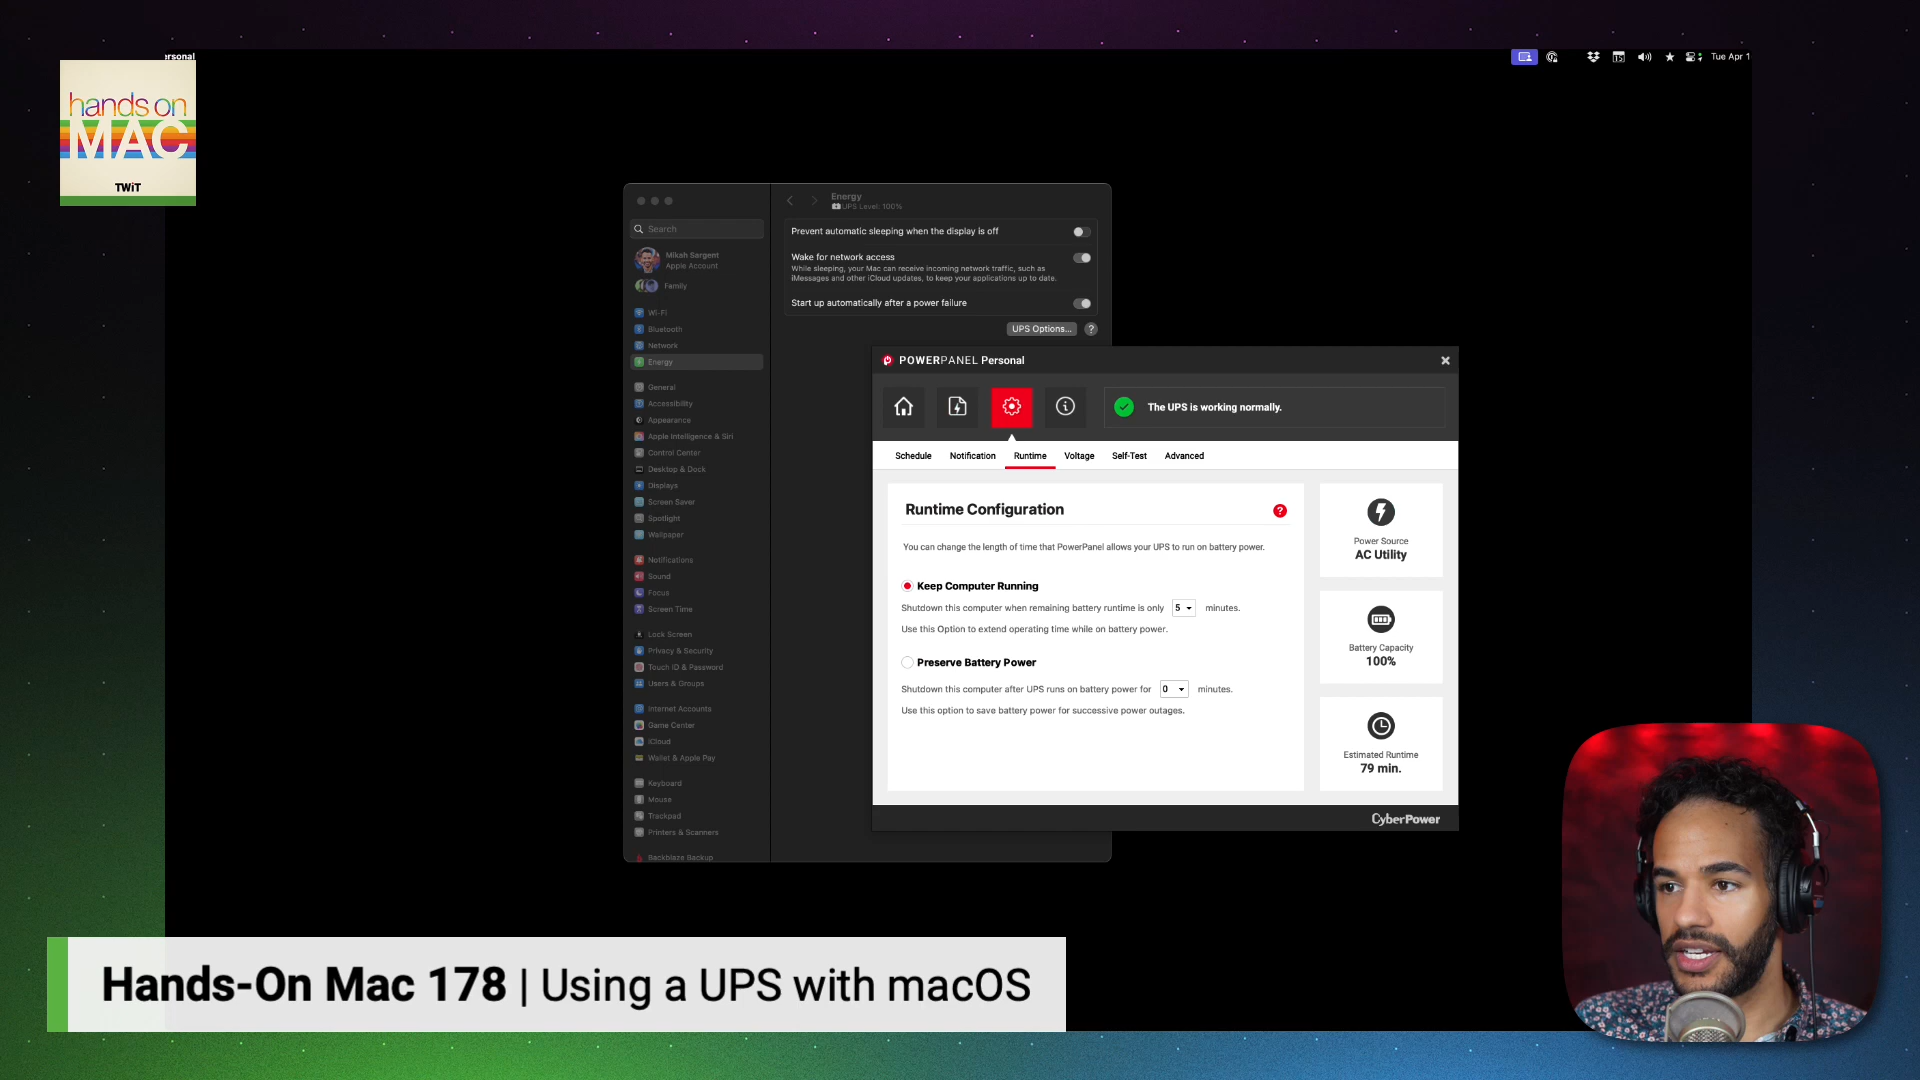 ersonal
Tue Apr 1
hands on
MAC
TWiT
Energy
UPS Level: 100%
Search
Mikah Sargent
Apple Account
Family
Wi-Fi
Bluetooth
Network
Energy
General
Accessibility
Appearance
Apple Intelligence & Siri
Control Center
Desktop & Dock
Displays
Screen Saver
Spotlight
Wallpaper
Notifications
Sound
Focus
Screen Time
Lock Screen
Privacy & Security
Touch ID & Password
Users & Groups
Internet Accounts
Game Center
iCloud
Wallet & Apple Pay
Keyboard
Mouse
Trackpad
Printers & Scanners
Backblaze Backup
Prevent automatic sleeping when the display is off
Wake for network access
While sleeping, your Mac can receive incoming network traffic, such as
iMessages and other iCloud updates, to keep your applications up to date.
Start up automatically after a power failure
UPS Options...
?
POWERPANEL Personal
The UPS is working normally.
Schedule Notification Runtime Voltage Self-Test Advanced
Runtime Configuration
?
You can change the length of time that PowerPanel allows your UPS to run on battery power.
Keep Computer Running
Shutdown this computer when remaining battery runtime is only 5 minutes.
Use this Option to extend operating time while on battery power.
Preserve Battery Power
Shutdown this computer after UPS runs on battery power for 0 minutes.
Use this option to save battery power for successive power outages.
Power Source
AC Utility
Battery Capacity
100%
Estimated Runtime
79 min.
CyberPower
Hands-On Mac 178 | Using a UPS with macOS